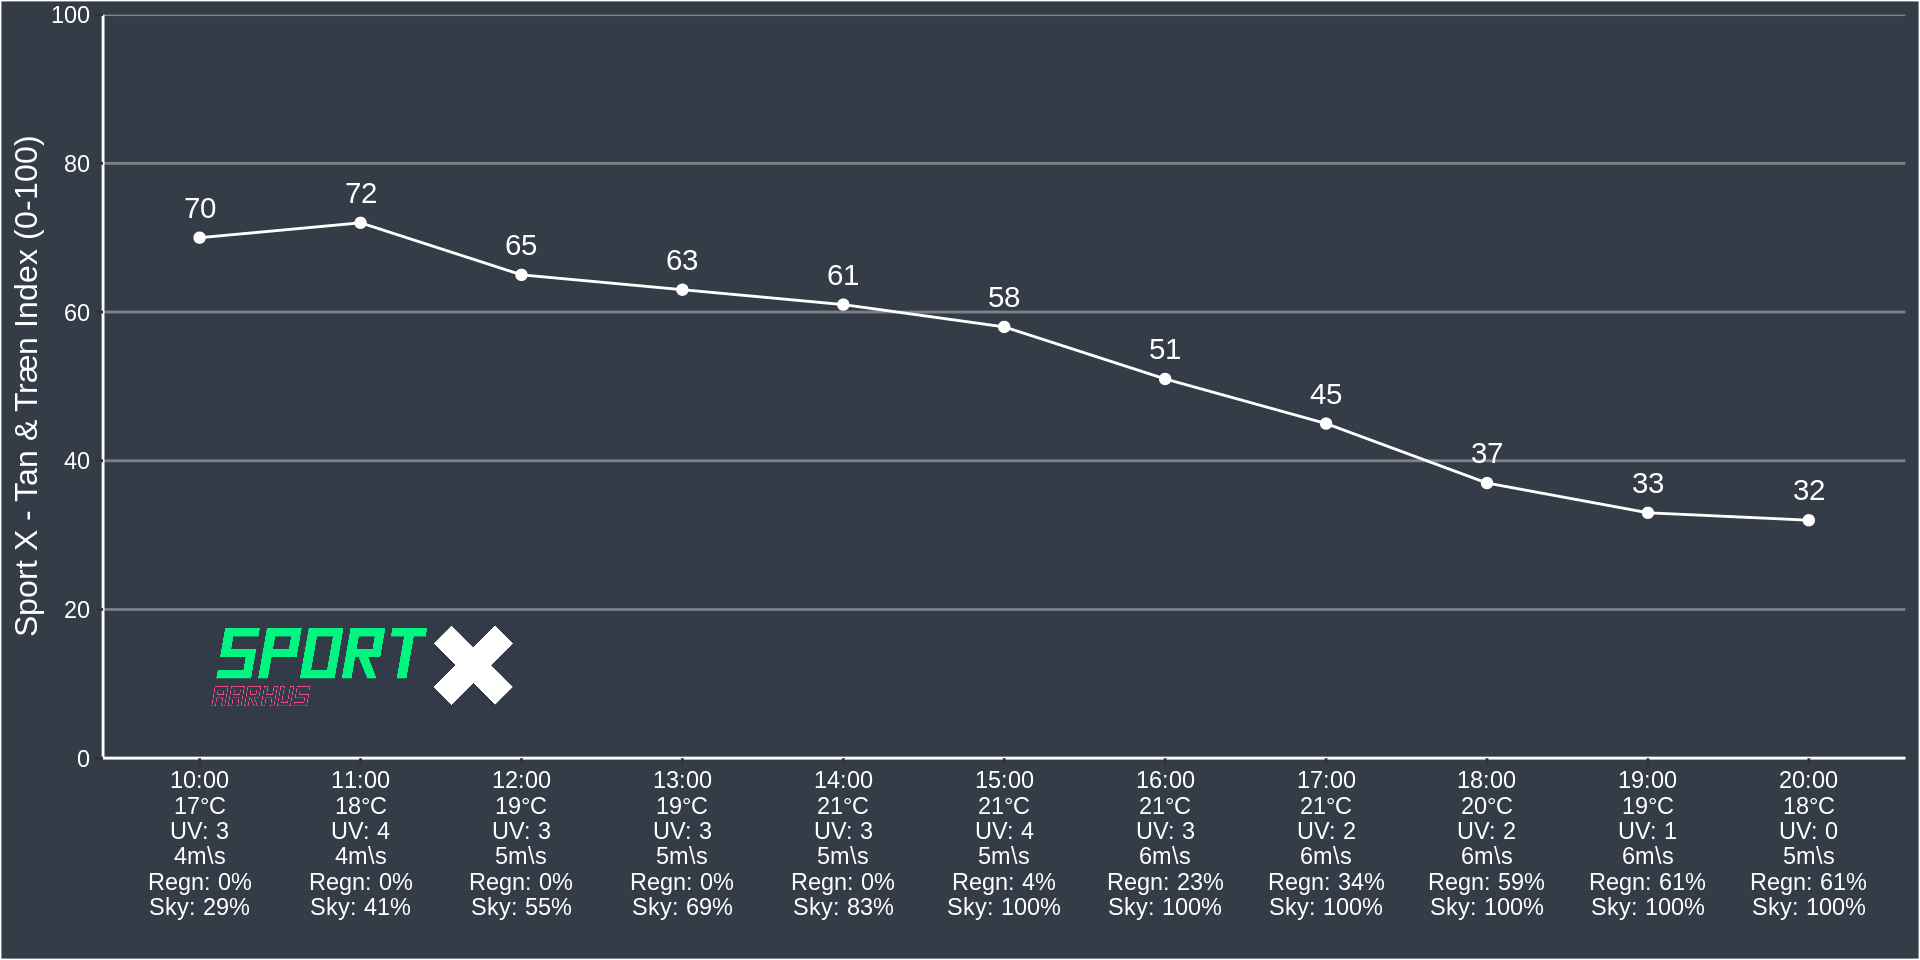 Sport X - Tan & Træn Index (0-100)
100
80
60
40
20
0
70
72
65
63
61
58
51
45
37
33
32
SPORT X
AARHUS
10:00 11:00 12:00 13:00 14:00 15:00 16:00 17:00 18:00 19:00 20:00
17°C 18°C 19°C 19°C 21°C 21°C 21°C 21°C 20°C 19°C 18°C
UV: 3 UV: 4 UV: 3 UV: 3 UV: 3 UV: 4 UV: 3 UV: 2 UV: 2 UV: 1 UV: 0
4m\s 4m\s 5m\s 5m\s 5m\s 5m\s 6m\s 6m\s 6m\s 6m\s 5m\s
Regn: 0% Regn: 0% Regn: 0% Regn: 0% Regn: 0% Regn: 4% Regn: 23% Regn: 34% Regn: 59% Regn: 61% Regn: 61%
Sky: 29% Sky: 41% Sky: 55% Sky: 69% Sky: 83% Sky: 100% Sky: 100% Sky: 100% Sky: 100% Sky: 100% Sky: 100%